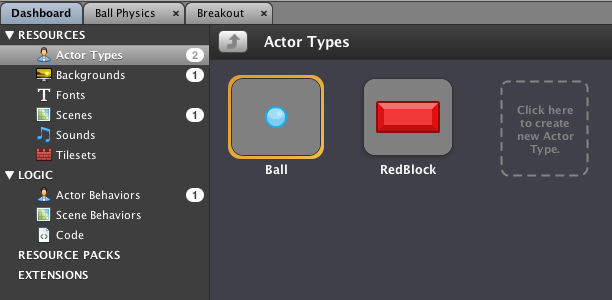 Dashboard
Ball Physics ×
Breakout ×
RESOURCES
Actor Types 2
Backgrounds 1
Fonts
Scenes 1
Sounds
Tilesets
LOGIC
Actor Behaviors 1
Scene Behaviors
Code
RESOURCE PACKS
EXTENSIONS
Actor Types
Ball
RedBlock
Click here
to create
new Actor
Type.